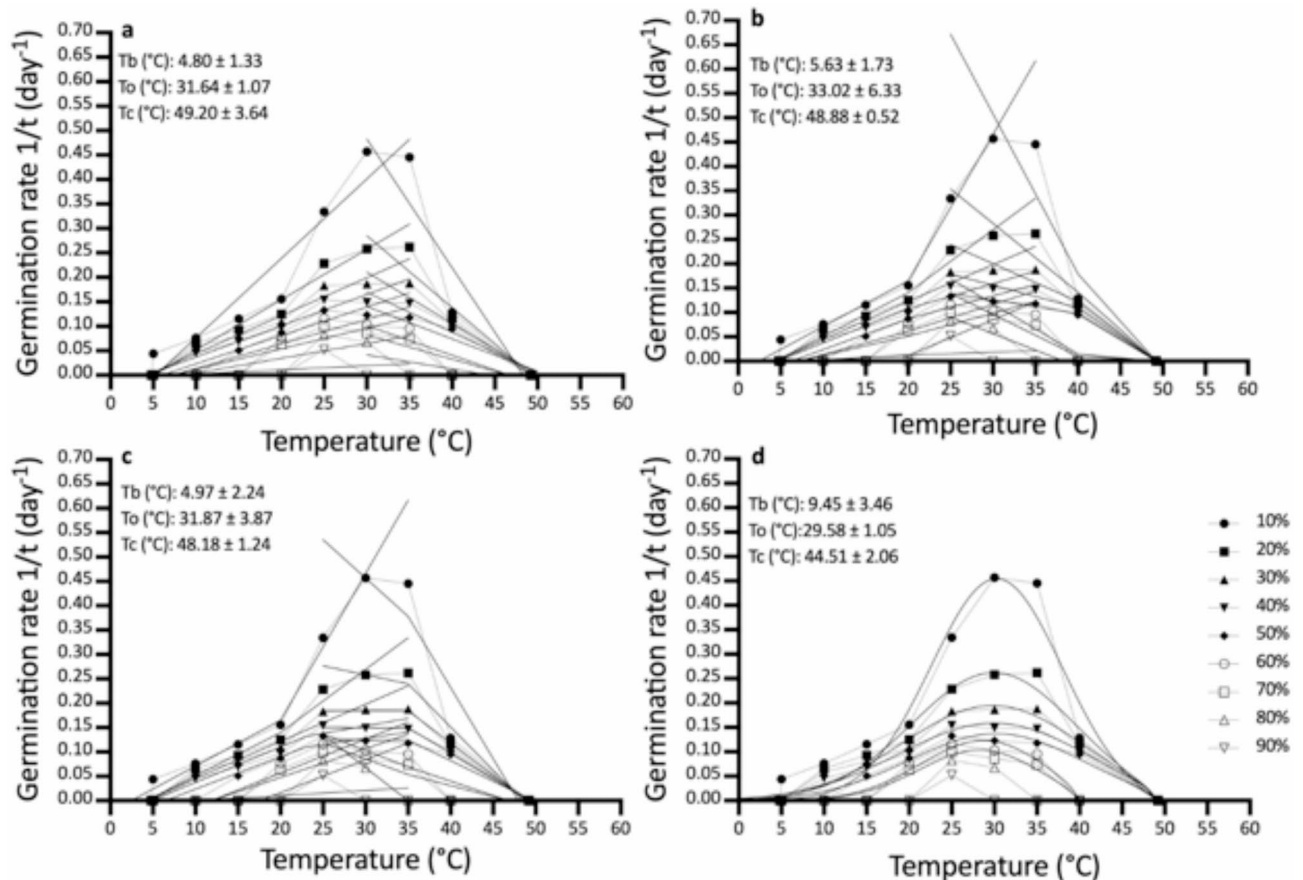 a
Tb (°C): 4.80 ± 1.33
To (°C): 31.64 ± 1.07
Tc (°C): 49.20 ± 3.64
Germination rate 1/t (day⁻¹)
0.70
0.65
0.60
0.55
0.50
0.45
0.40
0.35
0.30
0.25
0.20
0.15
0.10
0.05
0.00
0 5 10 15 20 25 30 35 40 45 50 55 60
Temperature (°C)
b
Tb (°C): 5.63 ± 1.73
To (°C): 33.02 ± 6.33
Tc (°C): 48.88 ± 0.52
Germination rate 1/t (day⁻¹)
0.70
0.65
0.60
0.55
0.50
0.45
0.40
0.35
0.30
0.25
0.20
0.15
0.10
0.05
0.00
0 5 10 15 20 25 30 35 40 45 50 55 60
Temperature (°C)
c
Tb (°C): 4.97 ± 2.24
To (°C): 31.87 ± 3.87
Tc (°C): 48.18 ± 1.24
Germination rate 1/t (day⁻¹)
0.70
0.65
0.60
0.55
0.50
0.45
0.40
0.35
0.30
0.25
0.20
0.15
0.10
0.05
0.00
0 5 10 15 20 25 30 35 40 45 50 55 60
Temperature (°C)
d
Tb (°C): 9.45 ± 3.46
To (°C):29.58 ± 1.05
Tc (°C): 44.51 ± 2.06
Germination rate 1/t (day⁻¹)
0.70
0.65
0.60
0.55
0.50
0.45
0.40
0.35
0.30
0.25
0.20
0.15
0.10
0.05
0.00
0 5 10 15 20 25 30 35 40 45 50 55 60
Temperature (°C)
10%
20%
30%
40%
50%
60%
70%
80%
90%